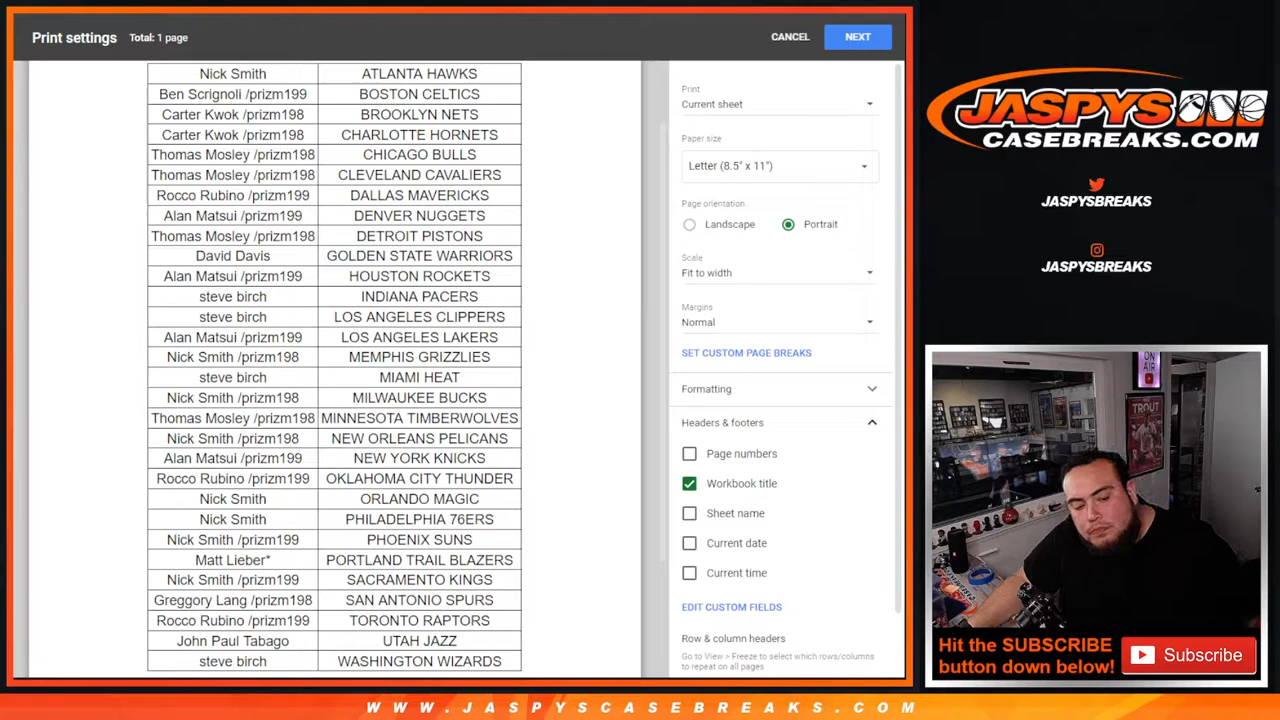 Print settings
Total: 1 page
CANCEL
NEXT
Nick Smith ATLANTA HAWKS
Ben Scrignoli /prizm199 BOSTON CELTICS
Carter Kwok /prizm198 BROOKLYN NETS
Carter Kwok /prizm198 CHARLOTTE HORNETS
Thomas Mosley /prizm198 CHICAGO BULLS
Thomas Mosley /prizm198 CLEVELAND CAVALIERS
Rocco Rubino /prizm199 DALLAS MAVERICKS
Alan Matsui /prizm199 DENVER NUGGETS
Thomas Mosley /prizm198 DETROIT PISTONS
David Davis GOLDEN STATE WARRIORS
Alan Matsui /prizm199 HOUSTON ROCKETS
steve birch INDIANA PACERS
steve birch LOS ANGELES CLIPPERS
Alan Matsui /prizm199 LOS ANGELES LAKERS
Nick Smith /prizm198 MEMPHIS GRIZZLIES
steve birch MIAMI HEAT
Nick Smith /prizm198 MILWAUKEE BUCKS
Thomas Mosley /prizm198 MINNESOTA TIMBERWOLVES
Nick Smith /prizm198 NEW ORLEANS PELICANS
Alan Matsui /prizm199 NEW YORK KNICKS
Rocco Rubino /prizm199 OKLAHOMA CITY THUNDER
Nick Smith ORLANDO MAGIC
Nick Smith PHILADELPHIA 76ERS
Nick Smith /prizm199 PHOENIX SUNS
Matt Lieber* PORTLAND TRAIL BLAZERS
Nick Smith /prizm199 SACRAMENTO KINGS
Greggory Lang /prizm198 SAN ANTONIO SPURS
Rocco Rubino /prizm199 TORONTO RAPTORS
John Paul Tabago UTAH JAZZ
steve birch WASHINGTON WIZARDS
Print
Current sheet
Paper size
Letter (8.5" x 11")
Page orientation
Landscape
Portrait
Scale
Fit to width
Margins
Normal
SET CUSTOM PAGE BREAKS
Formatting
Headers & footers
Page numbers
Workbook title
Sheet name
Current date
Current time
EDIT CUSTOM FIELDS
Row & column headers
Go to View > Freeze to select which rows/columns
to repeat on all pages
JASPYS
CASEBREAKS.COM
JASPYSBREAKS
JASPYSBREAKS
ON
AIR
TROUT
Hit the SUBSCRIBE
button down below!
Subscribe
WWW.JASPYSCASEBREAKS.COM